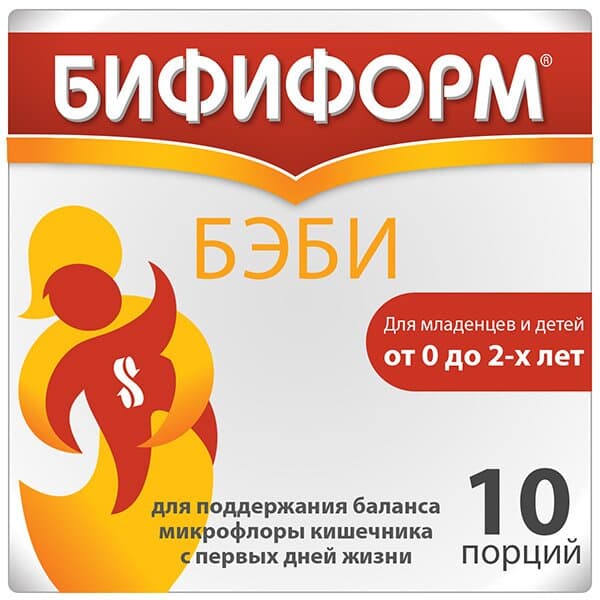 БИФИФОРМ®
БЭБИ
Для младенцев и детей
от 0 до 2-х лет
для поддержания баланса
микрофлоры кишечника
с первых дней жизни
10
порций